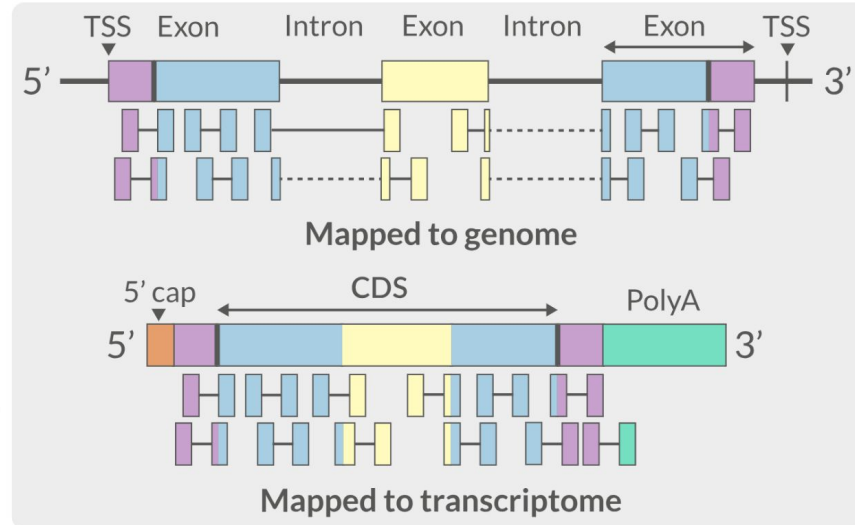 TSS Exon Intron Exon Intron Exon TSS
5’ 3’
Mapped to genome
5’ cap CDS PolyA
5’ 3’
Mapped to transcriptome